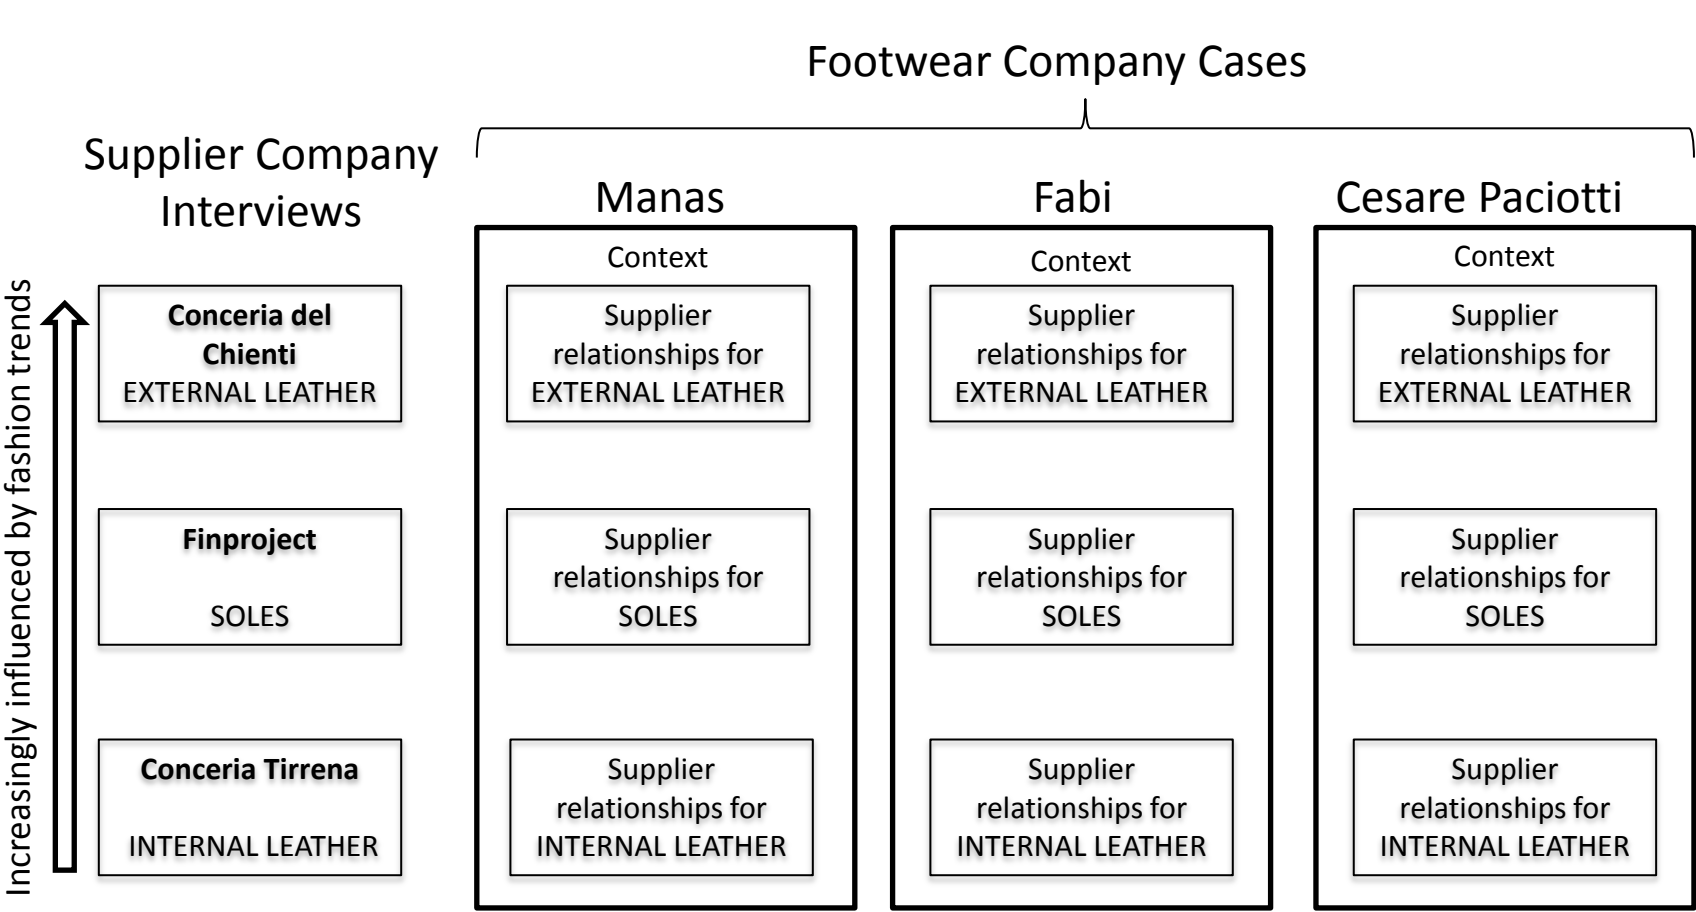 Footwear Company Cases
Supplier Company
Interviews
Manas
Fabi
Cesare Paciotti
Increasingly influenced by fashion trends
Conceria del
Chienti
EXTERNAL LEATHER
Finproject
SOLES
Conceria Tirrena
INTERNAL LEATHER
Context
Supplier
relationships for
EXTERNAL LEATHER
Supplier
relationships for
SOLES
Supplier
relationships for
INTERNAL LEATHER
Context
Supplier
relationships for
EXTERNAL LEATHER
Supplier
relationships for
SOLES
Supplier
relationships for
INTERNAL LEATHER
Context
Supplier
relationships for
EXTERNAL LEATHER
Supplier
relationships for
SOLES
Supplier
relationships for
INTERNAL LEATHER